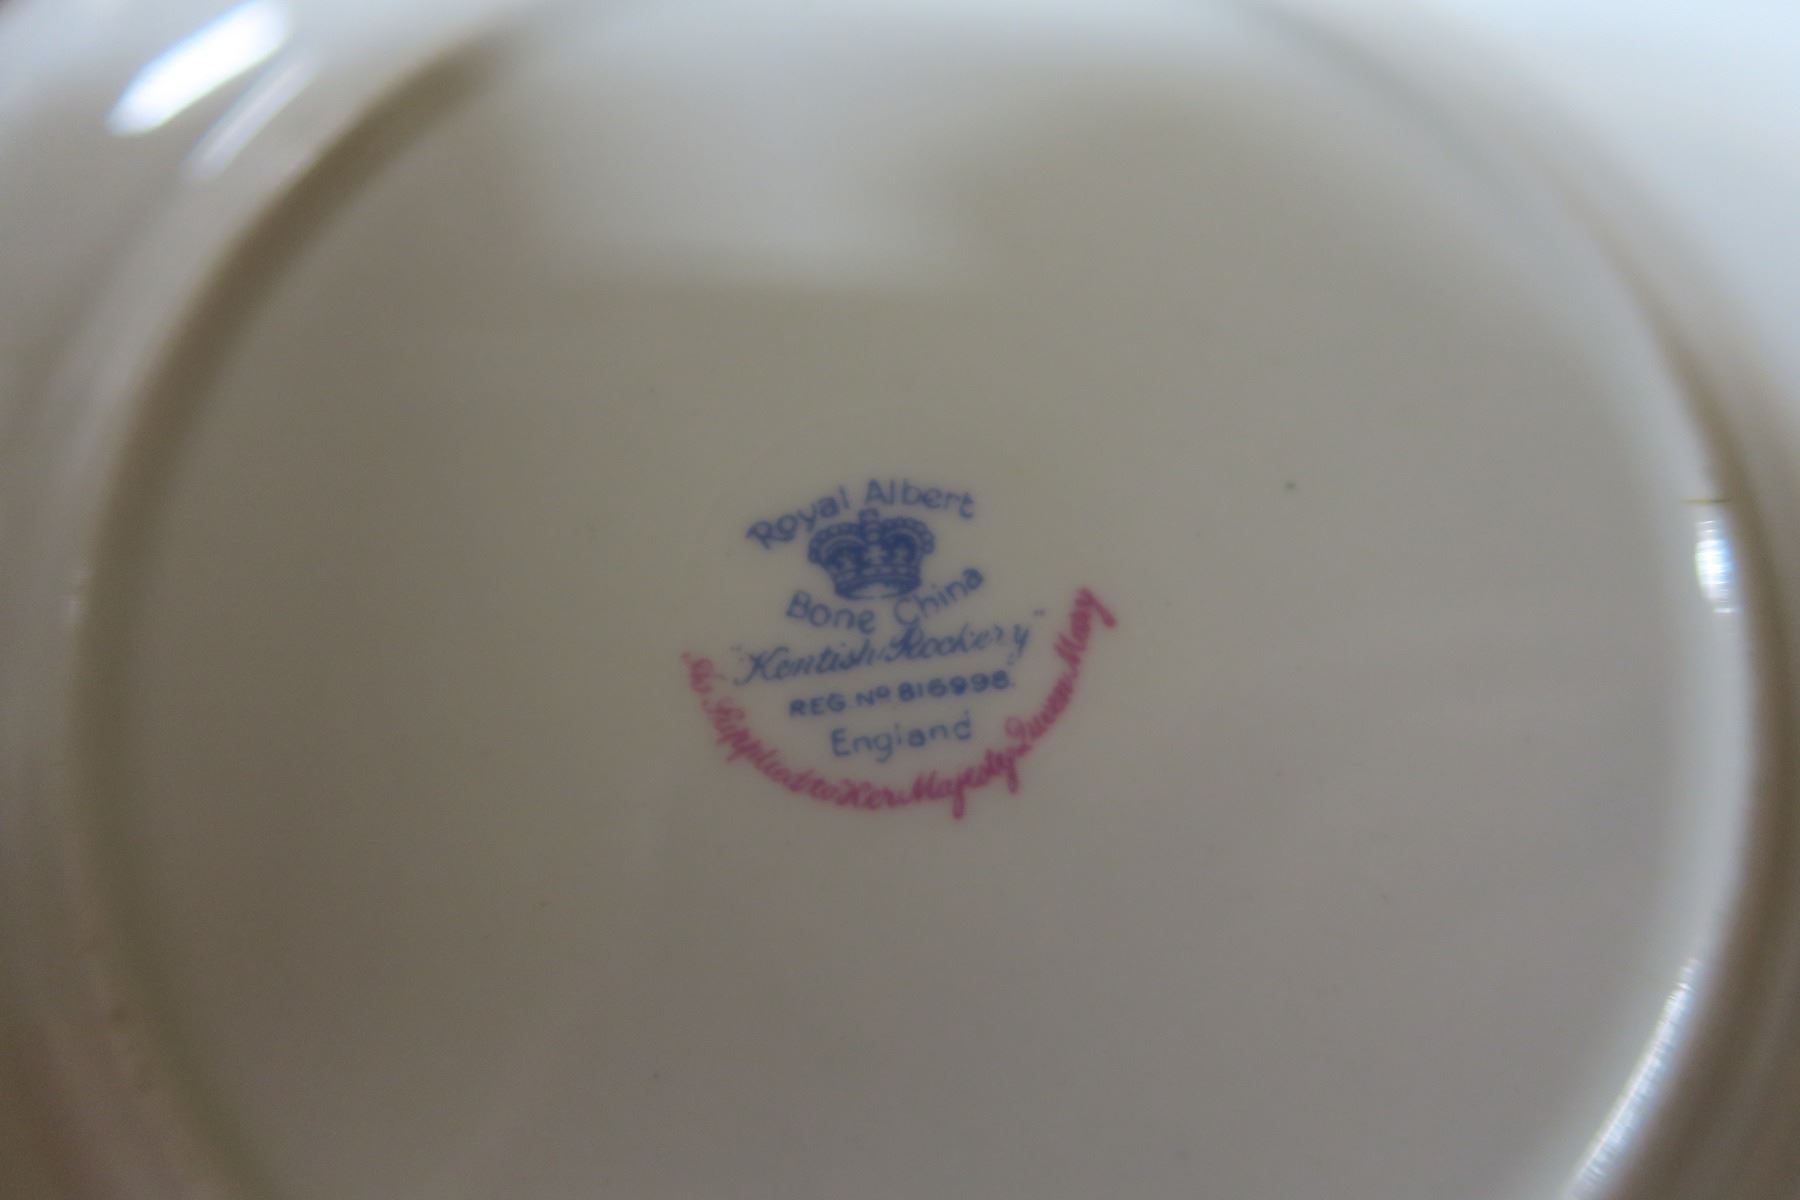 Royal Albert
Bone China
"Kentish Rockery"
REG. No 816996.
England
As Supplied to Her Majesty Queen Mary